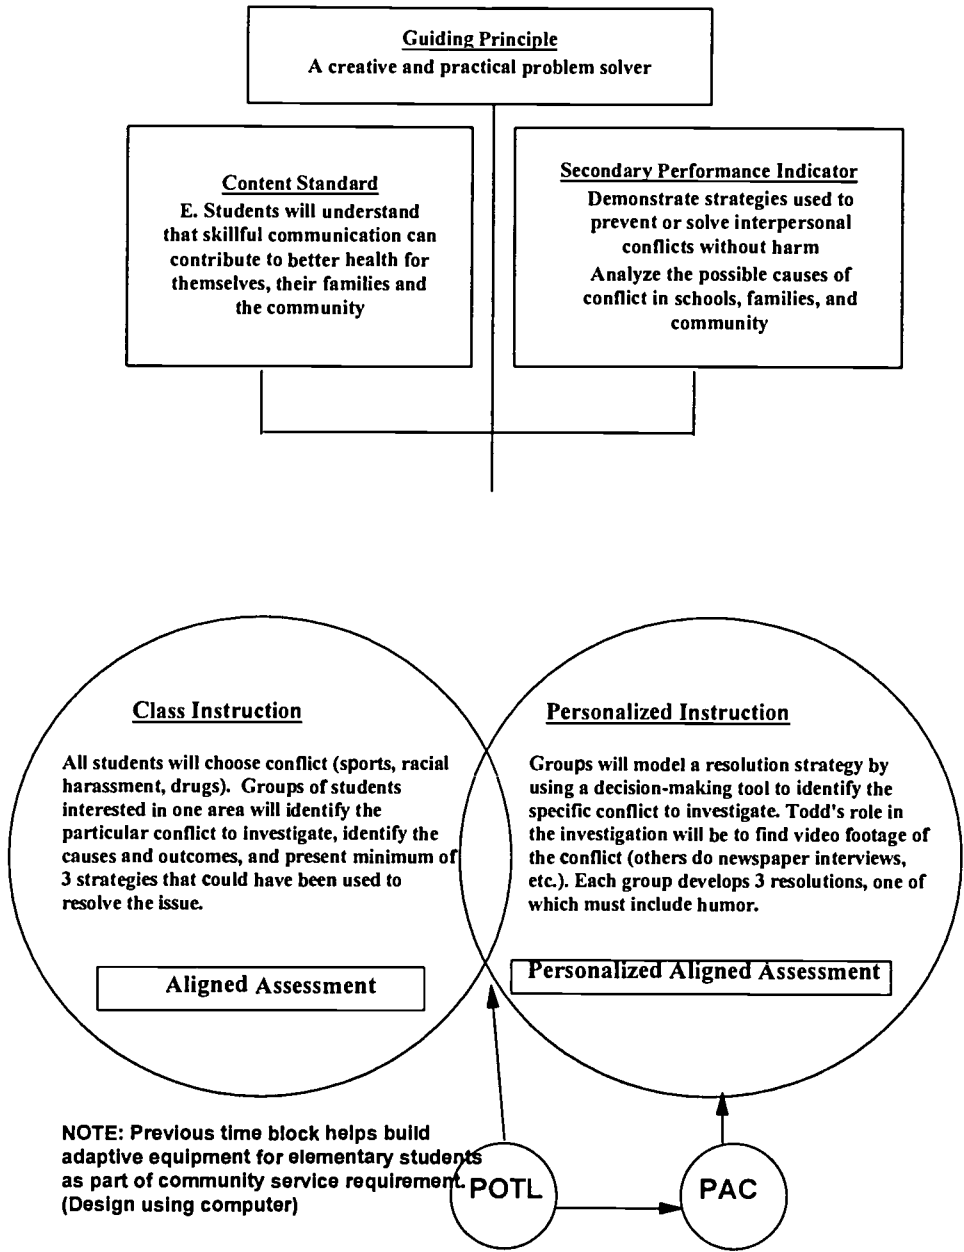 Guiding Principle
A creative and practical problem solver
Content Standard
E. Students will understand
that skillful communication can
contribute to better health for
themselves, their families and
the community
Secondary Performance Indicator
Demonstrate strategies used to
prevent or solve interpersonal
conflicts without harm
Analyze the possible causes of
conflict in schools, families, and
community
Class Instruction
All students will choose conflict (sports, racial
harassment, drugs). Groups of students
interested in one area will identify the
particular conflict to investigate, identify the
causes and outcomes, and present minimum of
3 strategies that could have been used to
resolve the issue.
Aligned Assessment
Personalized Instruction
Groups will model a resolution strategy by
using a decision-making tool to identify the
specific conflict to investigate. Todd's role in
the investigation will be to find video footage of
the conflict (others do newspaper interviews,
etc.). Each group develops 3 resolutions, one of
which must include humor.
Personalized Aligned Assessment
NOTE: Previous time block helps build
adaptive equipment for elementary students
as part of community service requirement.
(Design using computer)
POTL
PAC